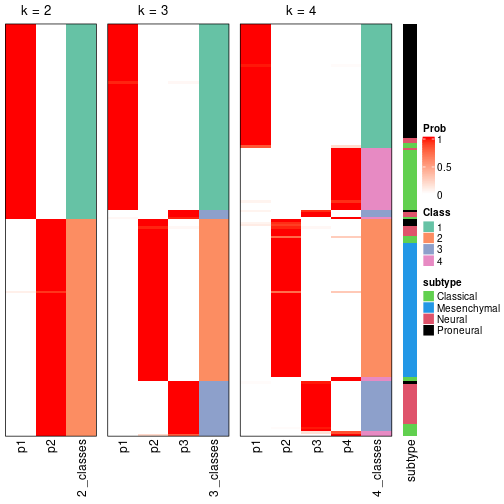 k = 2
k = 3
k = 4
Prob
1
0.5
0
Class
1
2
3
4
subtype
Classical
Mesenchymal
Neural
Proneural
p1
p2
2_classes
p1
p2
p3
3_classes
p1
p2
p3
p4
4_classes
subtype